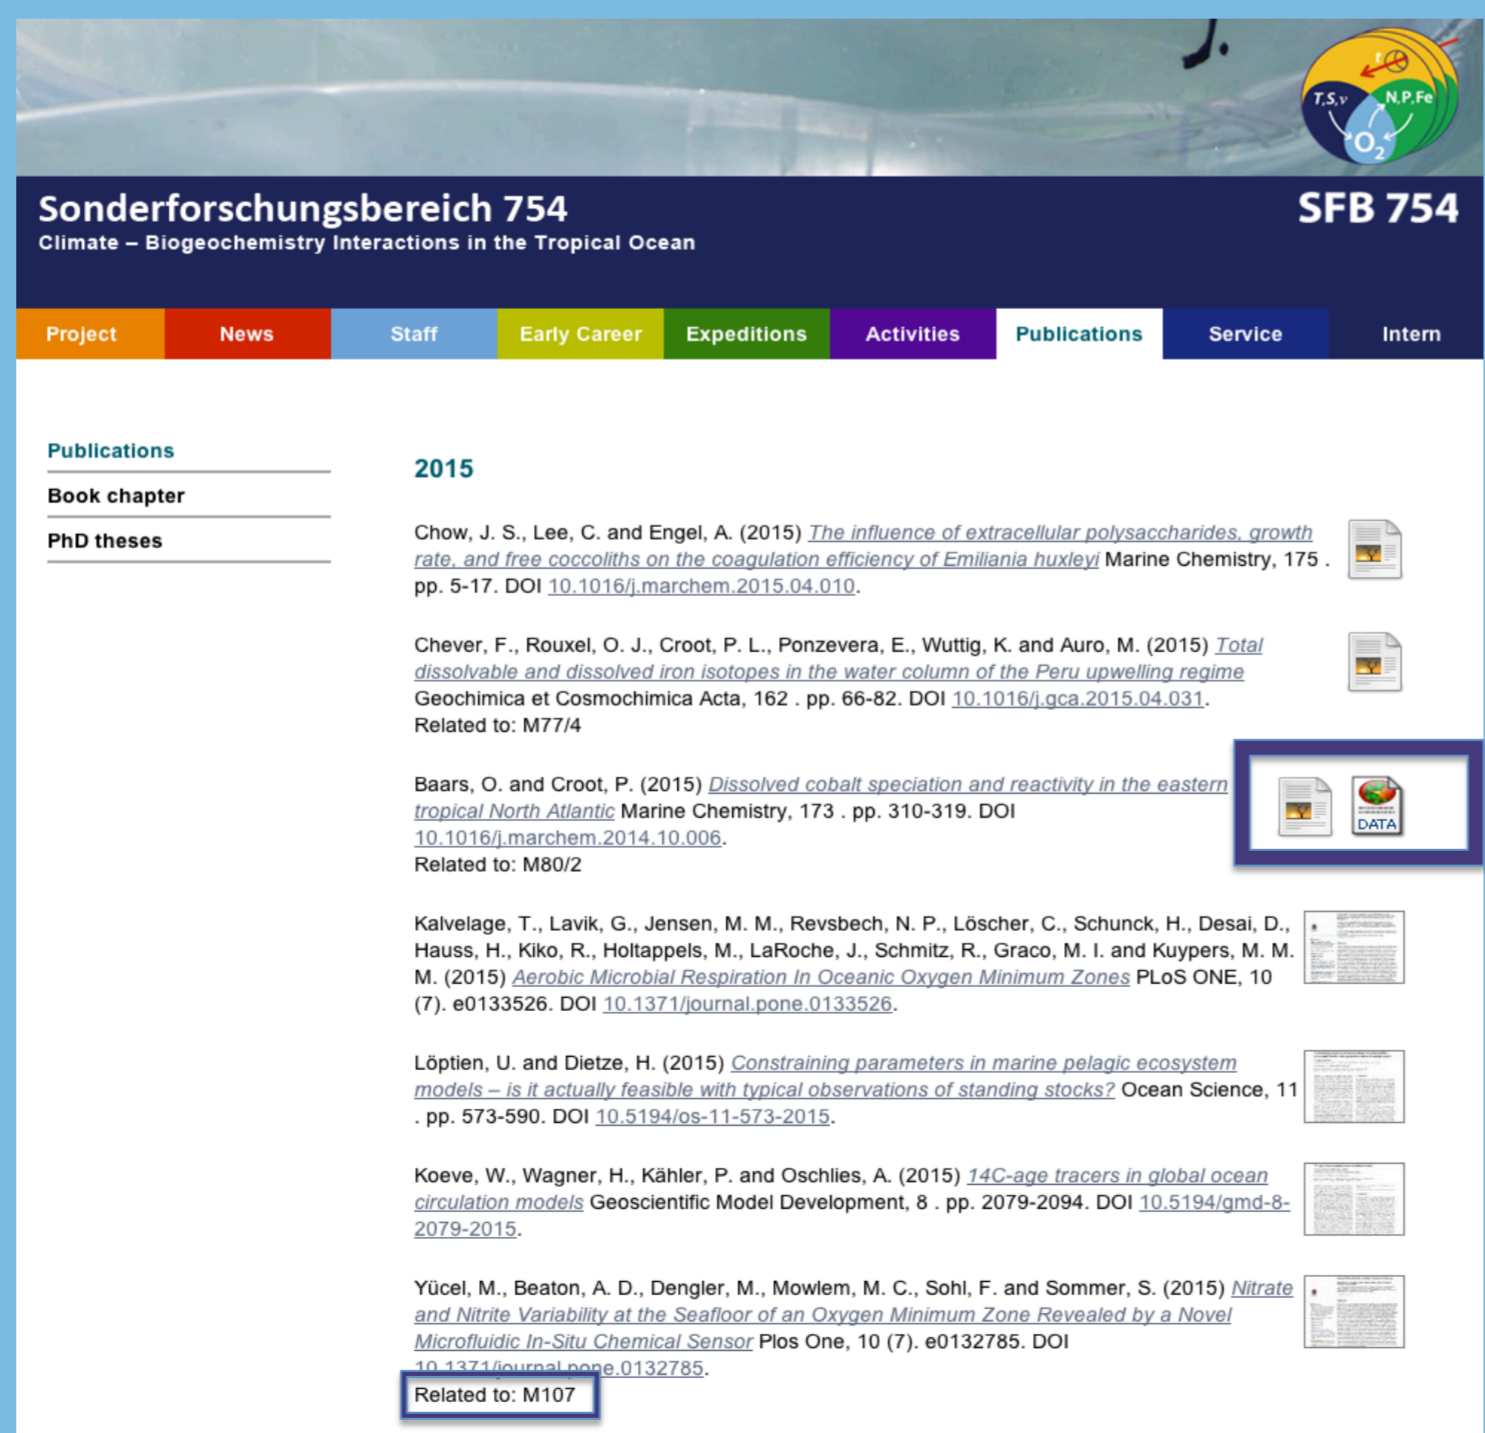 t
T,S,v N,P,Fe
O2
Sonderforschungsbereich 754 SFB 754
Climate – Biogeochemistry Interactions in the Tropical Ocean
Project News Staff Early Career Expeditions Activities Publications Service Intern
Publications
Book chapter
PhD theses
2015
Chow, J. S., Lee, C. and Engel, A. (2015) The influence of extracellular polysaccharides, growth
rate, and free coccoliths on the coagulation efficiency of Emiliania huxleyi Marine Chemistry, 175 .
pp. 5-17. DOI 10.1016/j.marchem.2015.04.010.
Chever, F., Rouxel, O. J., Croot, P. L., Ponzevera, E., Wuttig, K. and Auro, M. (2015) Total
dissolvable and dissolved iron isotopes in the water column of the Peru upwelling regime
Geochimica et Cosmochimica Acta, 162 . pp. 66-82. DOI 10.1016/j.gca.2015.04.031.
Related to: M77/4
Baars, O. and Croot, P. (2015) Dissolved cobalt speciation and reactivity in the eastern
tropical North Atlantic Marine Chemistry, 173 . pp. 310-319. DOI
10.1016/j.marchem.2014.10.006.
Related to: M80/2
DATA
Kalvelage, T., Lavik, G., Jensen, M. M., Revsbech, N. P., Löscher, C., Schunck, H., Desai, D.,
Hauss, H., Kiko, R., Holtappels, M., LaRoche, J., Schmitz, R., Graco, M. I. and Kuypers, M. M.
M. (2015) Aerobic Microbial Respiration In Oceanic Oxygen Minimum Zones PLoS ONE, 10
(7). e0133526. DOI 10.1371/journal.pone.0133526.
Löptien, U. and Dietze, H. (2015) Constraining parameters in marine pelagic ecosystem
models – is it actually feasible with typical observations of standing stocks? Ocean Science, 11
. pp. 573-590. DOI 10.5194/os-11-573-2015.
Koeve, W., Wagner, H., Kähler, P. and Oschlies, A. (2015) 14C-age tracers in global ocean
circulation models Geoscientific Model Development, 8 . pp. 2079-2094. DOI 10.5194/gmd-8-
2079-2015.
Yücel, M., Beaton, A. D., Dengler, M., Mowlem, M. C., Sohl, F. and Sommer, S. (2015) Nitrate
and Nitrite Variability at the Seafloor of an Oxygen Minimum Zone Revealed by a Novel
Microfluidic In-Situ Chemical Sensor Plos One, 10 (7). e0132785. DOI
10.1371/journal.pone.0132785.
Related to: M107